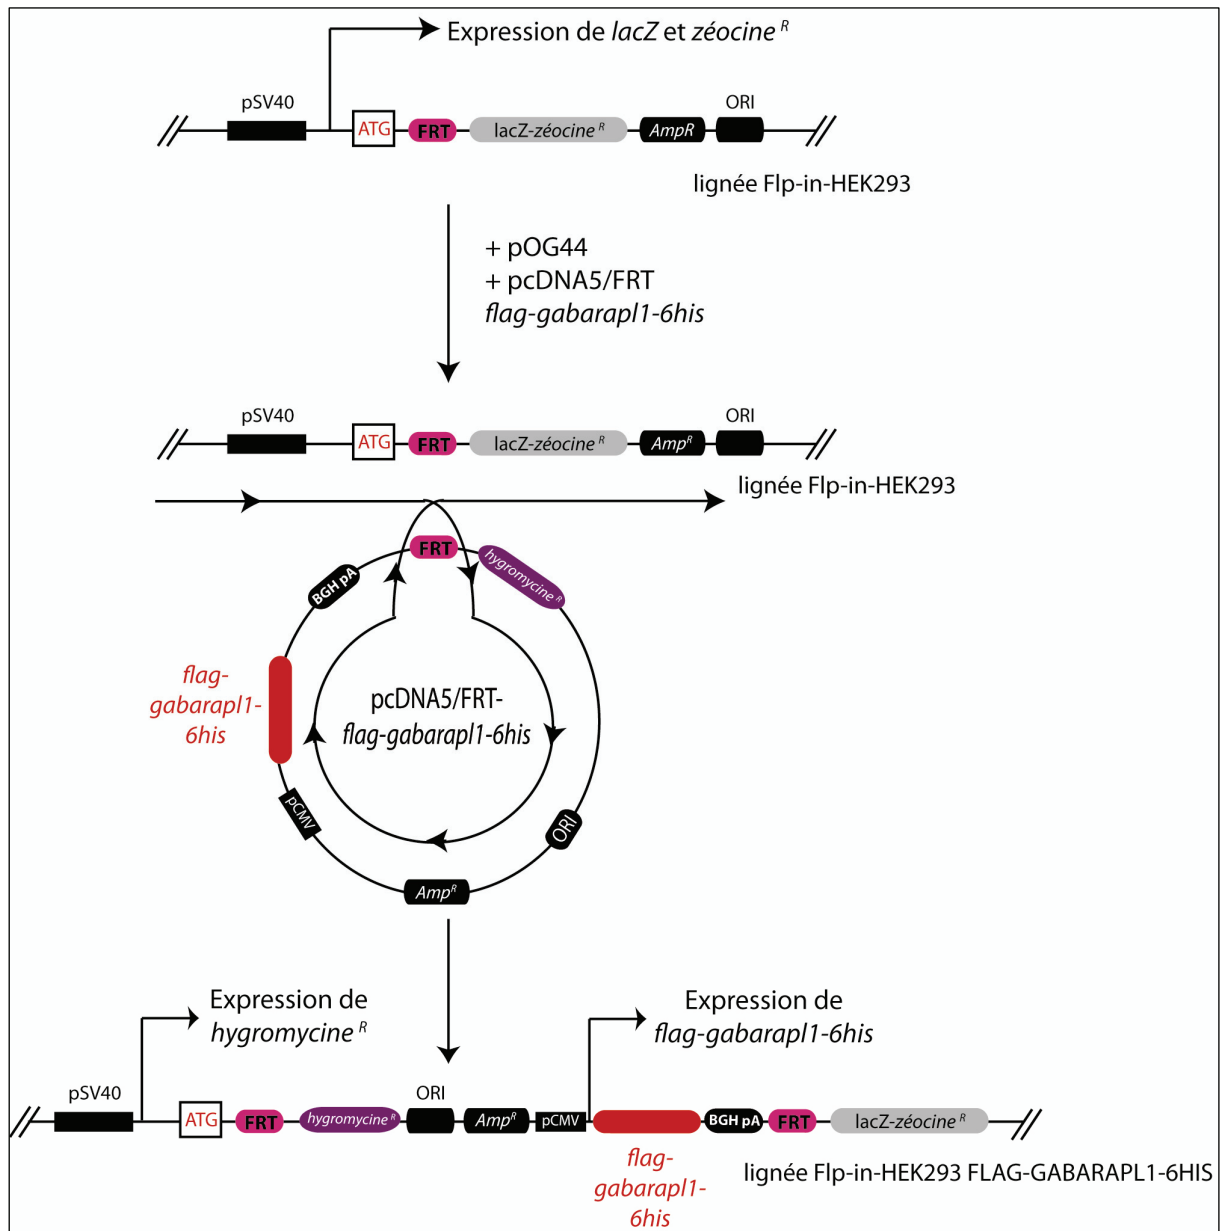 Expression de lacZ et zéocine R
pSV40
ORI
ATG
FRT
lacZ-zéocine R
AmpR
lignée Flp-in-HEK293
+ pOG44
+ pcDNA5/FRT
flag-gabarapl1-6his
pSV40
ORI
ATG
FRT
lacZ-zéocine R
AmpR
lignée Flp-in-HEK293
FRT
hygromycine R
BGH pA
flag-
gabarapl1-
6his
pcDNA5/FRT-
flag-gabarapl1-6his
pCMV
ORI
AmpR
Expression de
hygromycine R
Expression de
flag-gabarapl1-6his
pSV40
ORI
ATG
FRT
hygromycine R
AmpR
pCMV
BGH pA
FRT
lacZ-zéocine R
flag-
gabarapl1-
6his
lignée Flp-in-HEK293 FLAG-GABARAPL1-6HIS